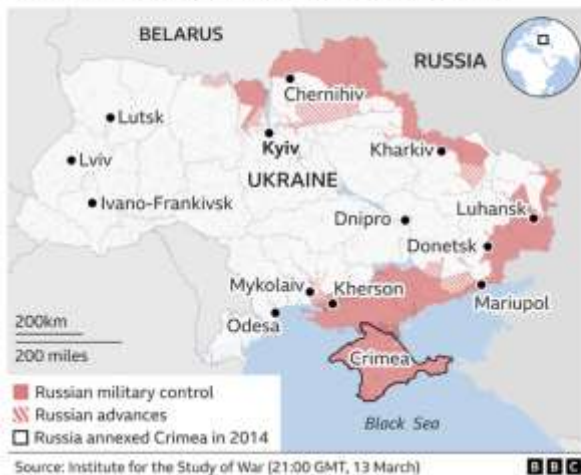 BELARUS
RUSSIA
Chernihiv
Lutsk
Kyiv
Kharkiv
Lviv
UKRAINE
Ivano-Frankivsk
Dnipro
Luhansk
Donetsk
Mykolaiv
Kherson
Mariupol
Odesa
200km
200 miles
Crimea
Russian military control
Russian advances
Russia annexed Crimea in 2014
Black Sea
Source: Institute for the Study of War (21:00 GMT, 13 March)
BBC